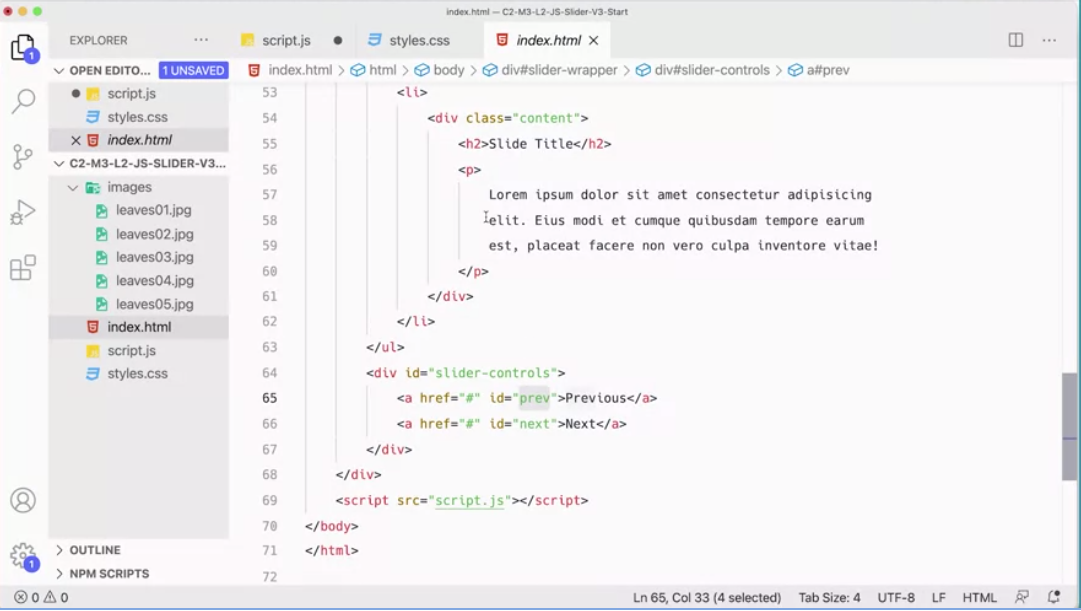 index.html — C2-M3-L2-JS-Slider-V3-Start
EXPLORER ···
script.js ●
styles.css
index.html ×
OPEN EDITO... 1 UNSAVED
index.html > html > body > div#slider-wrapper > div#slider-controls > a#prev
● script.js
styles.css
× index.html
C2-M3-L2-JS-SLIDER-V3...
images
leaves01.jpg
leaves02.jpg
leaves03.jpg
leaves04.jpg
leaves05.jpg
index.html
script.js
styles.css
OUTLINE
NPM SCRIPTS
1
1
53 <li>
54 <div class="content">
55 <h2>Slide Title</h2>
56 <p>
57 Lorem ipsum dolor sit amet consectetur adipisicing
58 elit. Eius modi et cumque quibusdam tempore earum
59 est, placeat facere non vero culpa inventore vitae!
60 </p>
61 </div>
62 </li>
63 </ul>
64 <div id="slider-controls">
65 <a href="#" id="prev">Previous</a>
66 <a href="#" id="next">Next</a>
67 </div>
68 </div>
69 <script src="script.js"></script>
70 </body>
71 </html>
72
0 0
Ln 65, Col 33 (4 selected) Tab Size: 4 UTF-8 LF HTML